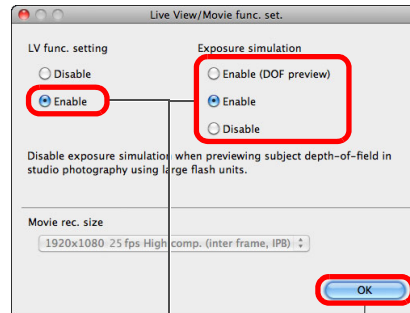 Live View/Movie func. set.
LV func. setting
Exposure simulation
Disable
Enable (DOF preview)
Enable
Enable
Disable
Disable exposure simulation when previewing subject depth-of-field in
studio photography using large flash units.
Movie rec. size
1920x1080 25 fps High comp. (inter frame, IPB)
OK